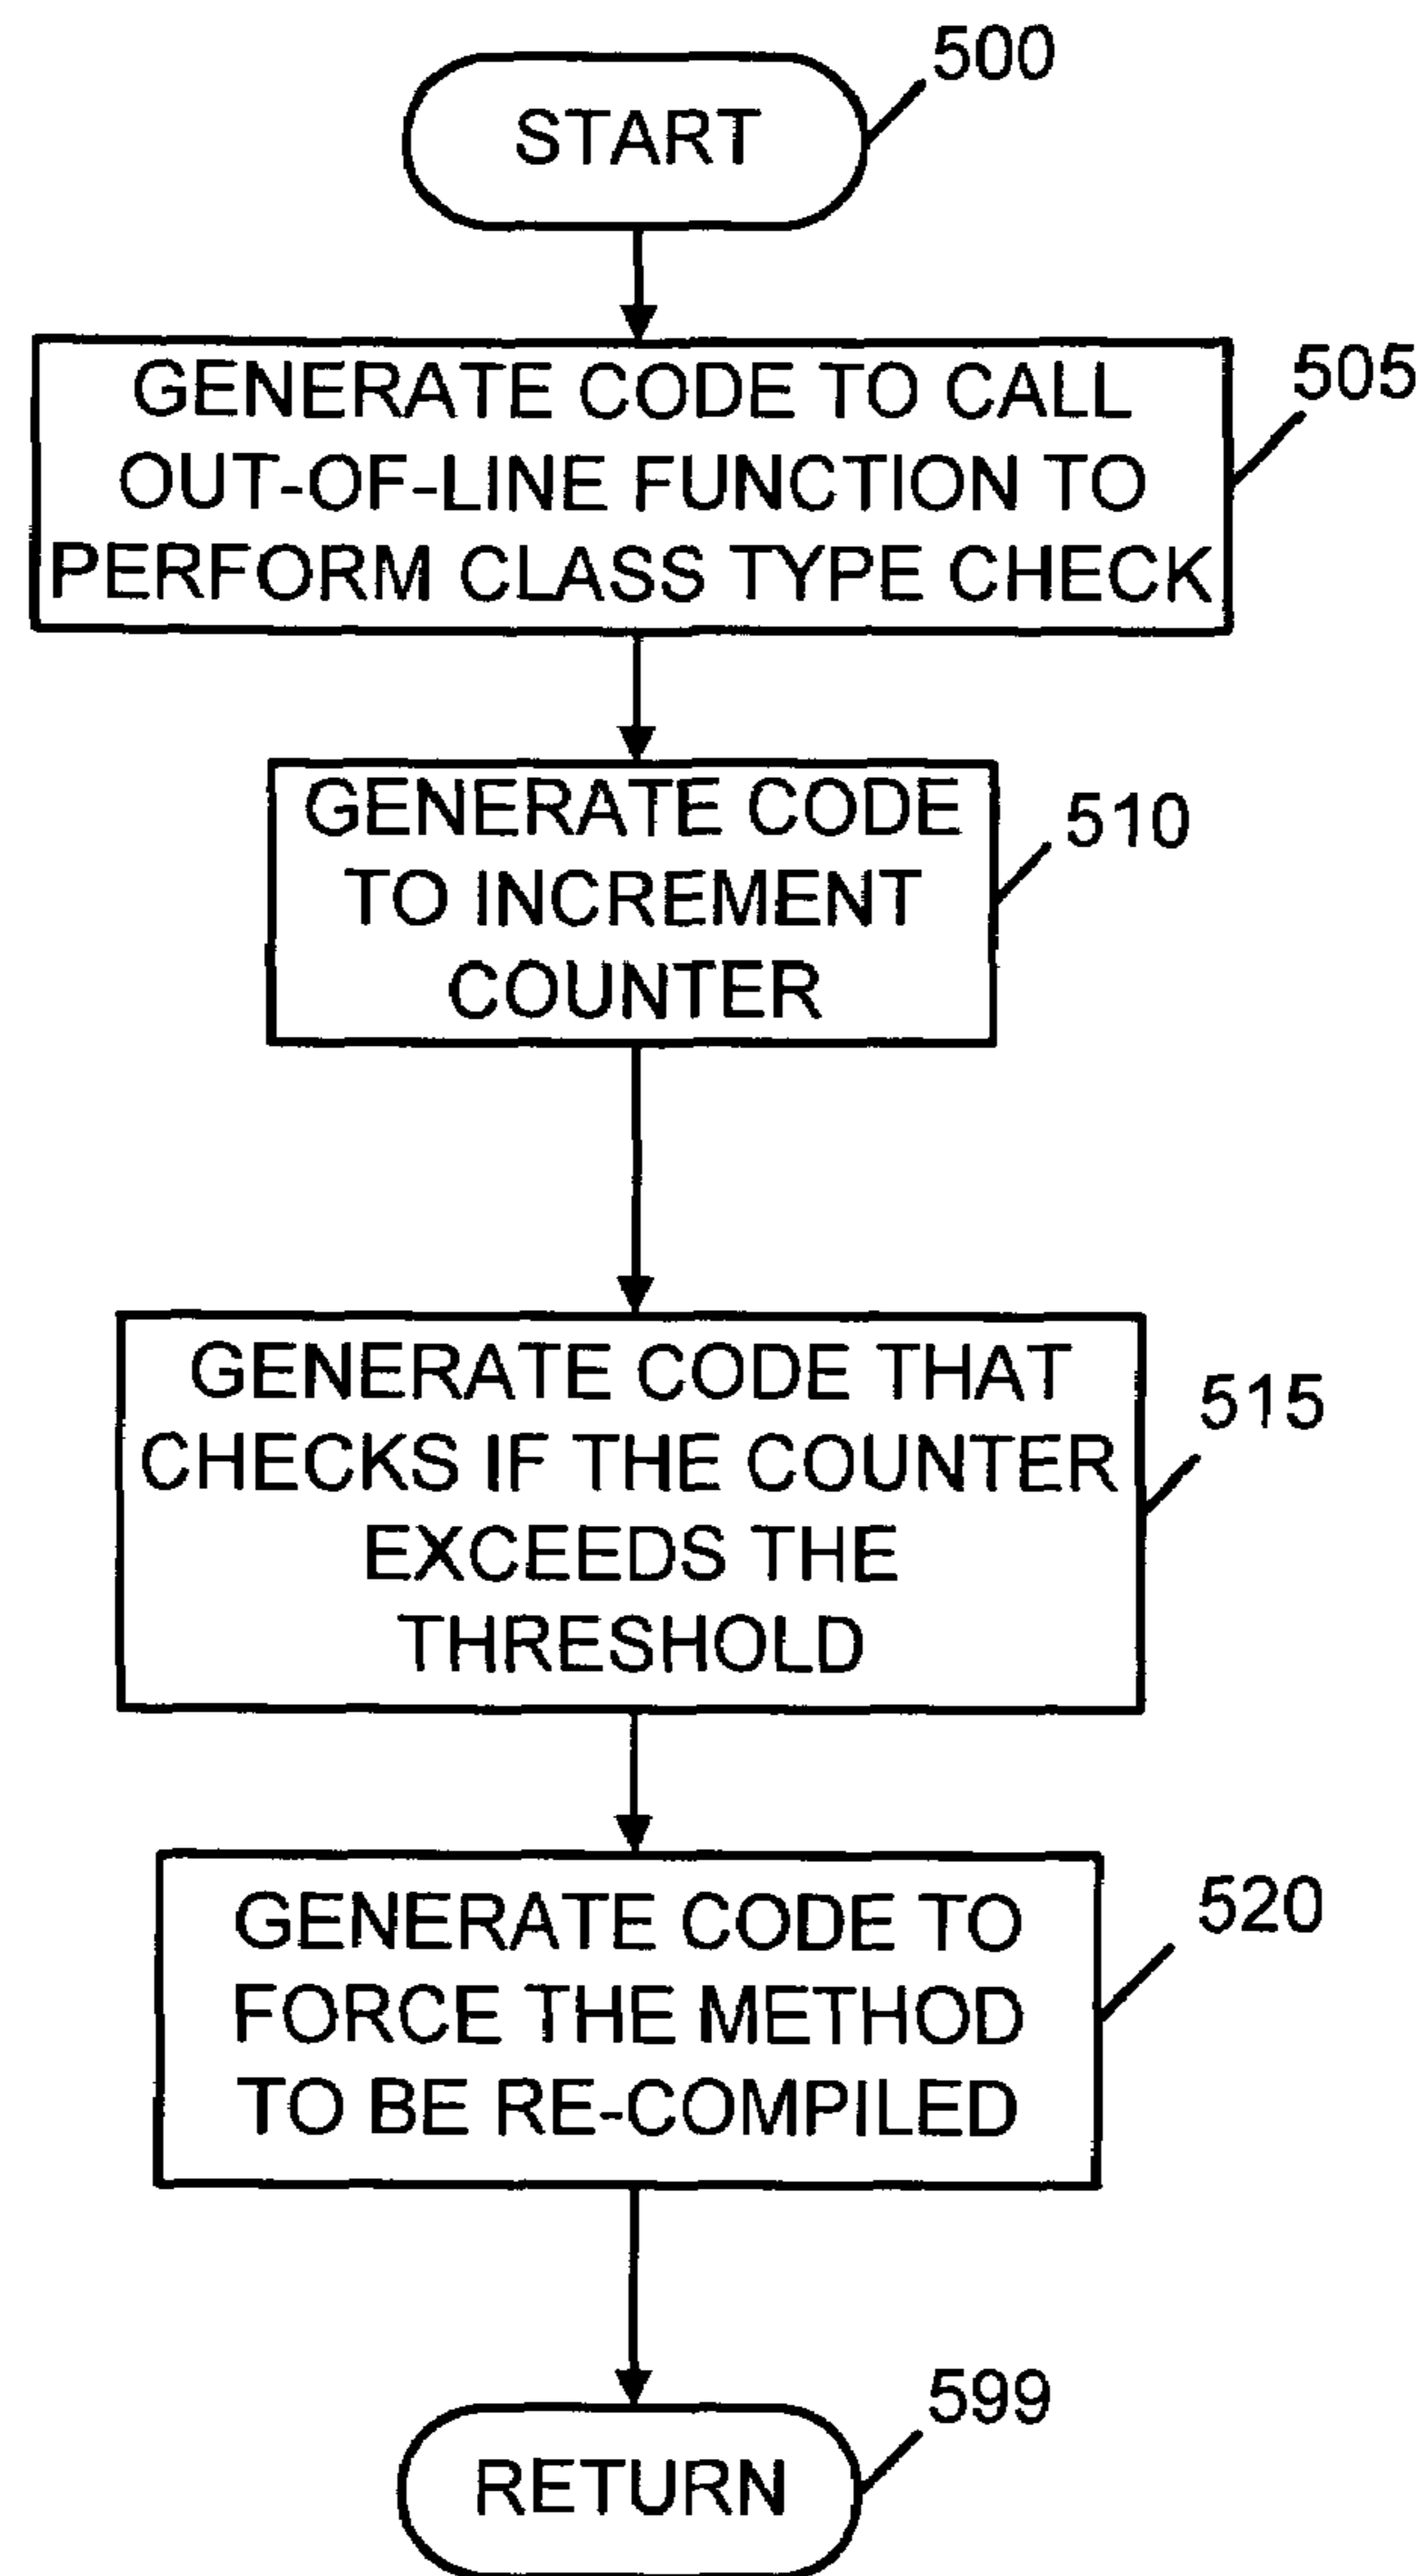 500
START
GENERATE CODE TO CALL
OUT-OF-LINE FUNCTION TO
PERFORM CLASS TYPE CHECK
505
GENERATE CODE
TO INCREMENT
COUNTER
510
GENERATE CODE THAT
CHECKS IF THE COUNTER
EXCEEDS THE
THRESHOLD
515
GENERATE CODE TO
FORCE THE METHOD
TO BE RE-COMPILED
520
599
RETURN